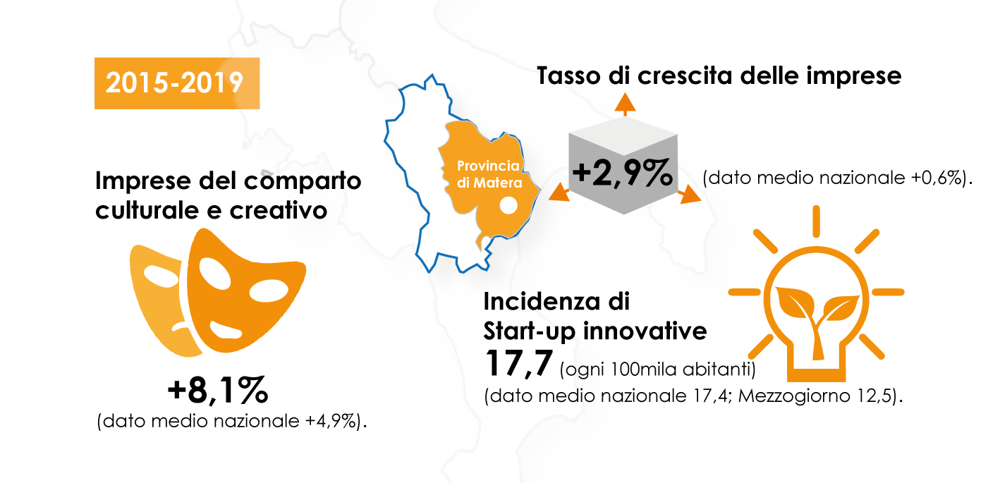 2015-2019
Imprese del comparto
culturale e creativo
+8,1%
(dato medio nazionale +4,9%).
Provincia
di Matera
Tasso di crescita delle imprese
+2,9%
(dato medio nazionale +0,6%).
Incidenza di
Start-up innovative
17,7 (ogni 100mila abitanti)
(dato medio nazionale 17,4; Mezzogiorno 12,5).